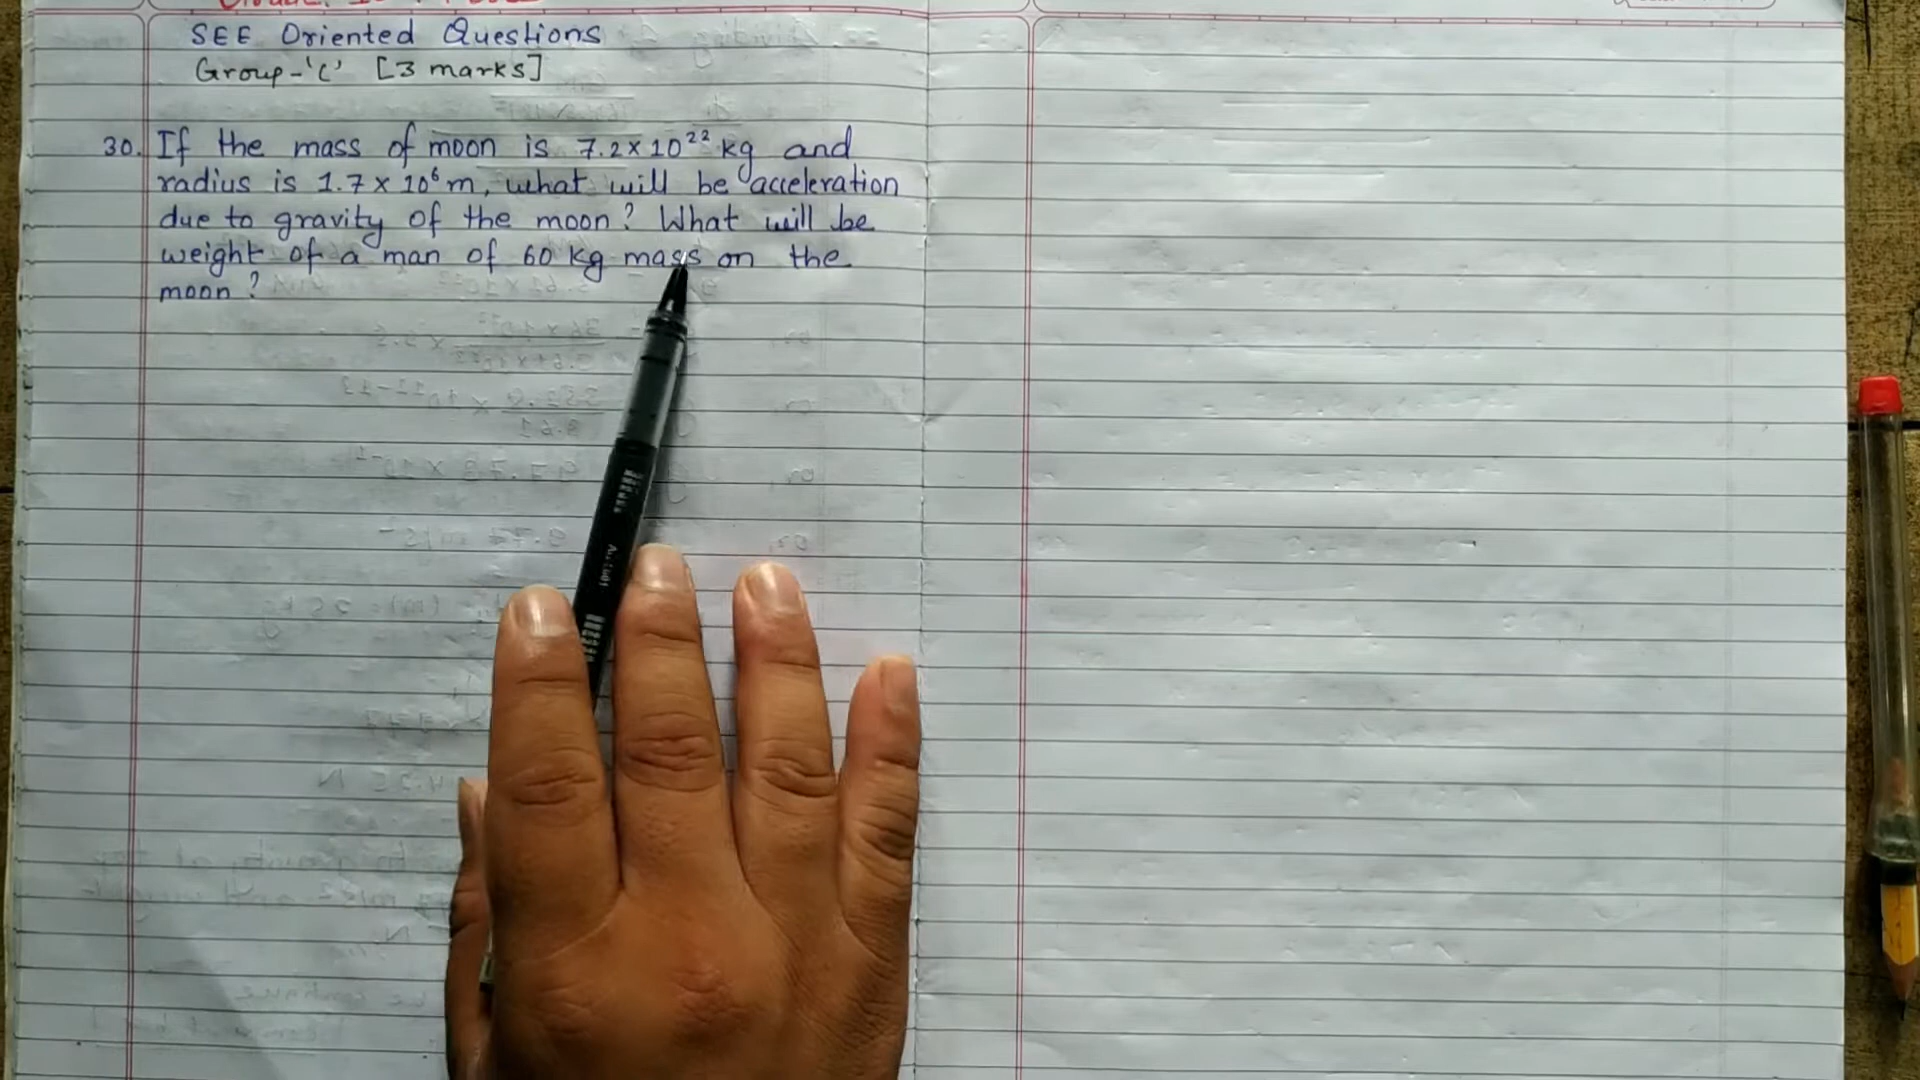 SEE Oriented Questions
Group-'C' [3 marks]
30. If the mass of moon is 7.2 × 10²² kg and
radius is 1.7 × 10⁶ m, what will be acceleration
due to gravity of the moon? What will be
weight of a man of 60 kg mass on the
moon?